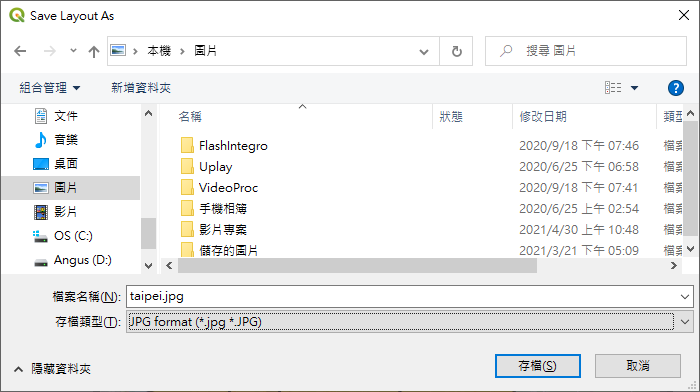 Save Layout As
本機 圖片
搜尋 圖片
組合管理 新增資料夾
名稱 狀態 修改日期
文件
音樂
桌面
圖片
影片
OS (C:)
Angus (D:)
FlashIntegro 2020/9/18 下午 07:46 檔案
Uplay 2020/6/25 下午 06:58 檔案
VideoProc 2020/9/18 下午 07:41 檔案
手機相簿 2020/6/25 上午 02:54 檔案
影片專案 2021/4/30 上午 10:48 檔案
儲存的圖片 2021/3/21 下午 05:09 檔案
檔案名稱(N): taipei.jpg
存檔類型(T): JPG format (*.jpg *.JPG)
隱藏資料夾 存檔(S) 取消